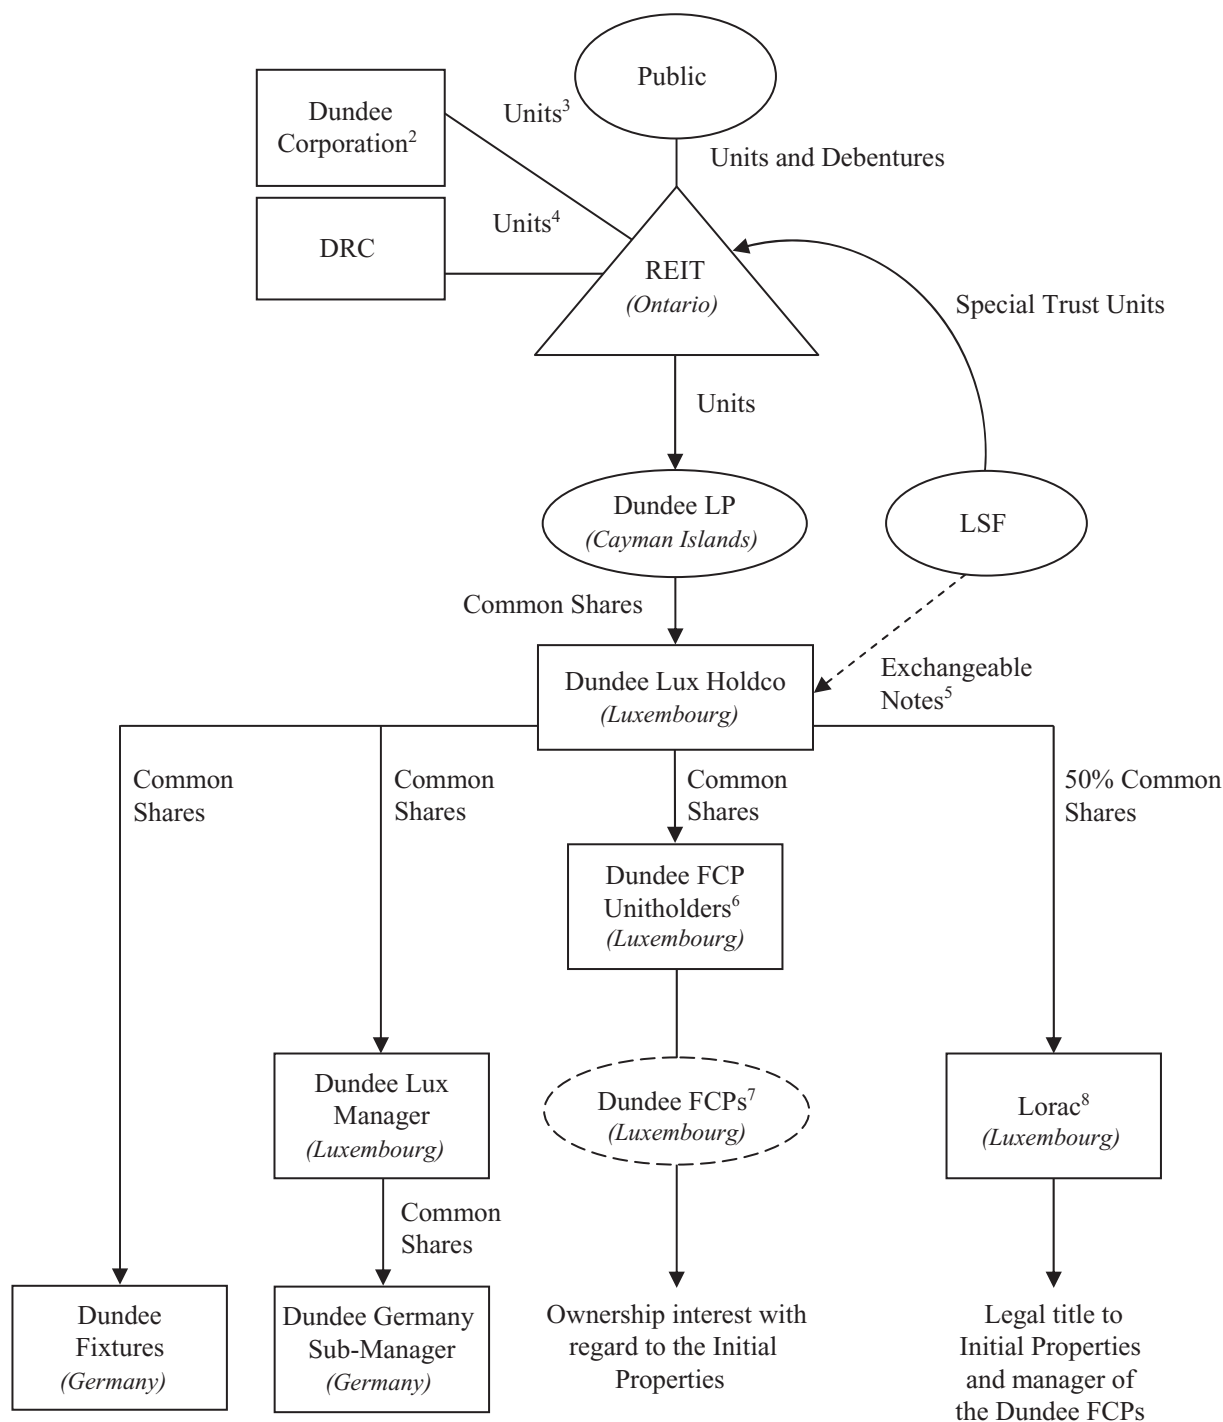 Public
Dundee
Corporation2
Units3
Units and Debentures
DRC
Units4
REIT
(Ontario)
Special Trust Units
Units
Dundee LP
(Cayman Islands)
LSF
Common Shares
Dundee Lux Holdco
(Luxembourg)
Exchangeable
Notes5
Common
Shares
Common
Shares
Common
Shares
50% Common
Shares
Dundee FCP
Unitholders6
(Luxembourg)
Dundee Lux
Manager
(Luxembourg)
Dundee FCPs7
(Luxembourg)
Lorac8
(Luxembourg)
Common
Shares
Dundee
Fixtures
(Germany)
Dundee Germany
Sub-Manager
(Germany)
Ownership interest with
regard to the Initial
Properties
Legal title to
Initial Properties
and manager of
the Dundee FCPs